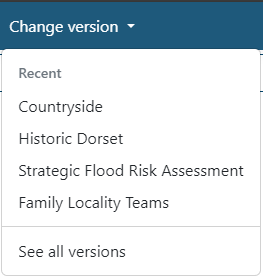 Change version
Recent
Countryside
Historic Dorset
Strategic Flood Risk Assessment
Family Locality Teams
See all versions